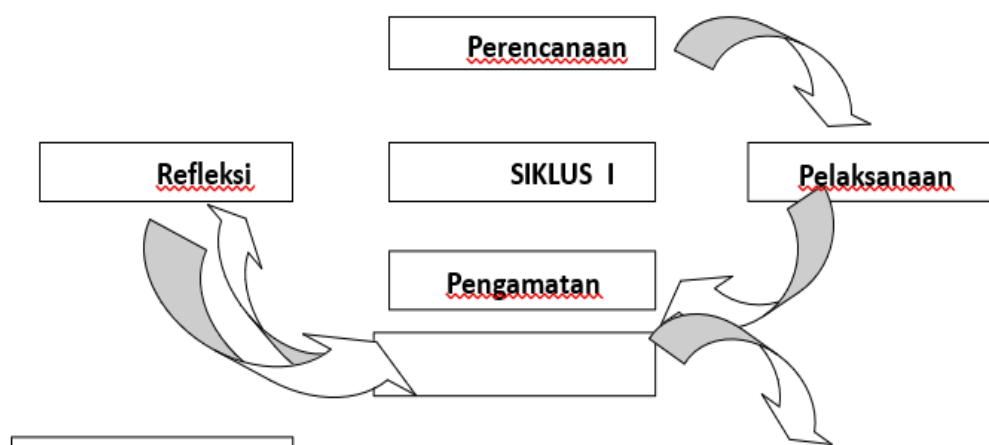 Perencanaan
Refleksi
SIKLUS I
Pelaksanaan
Pengamatan